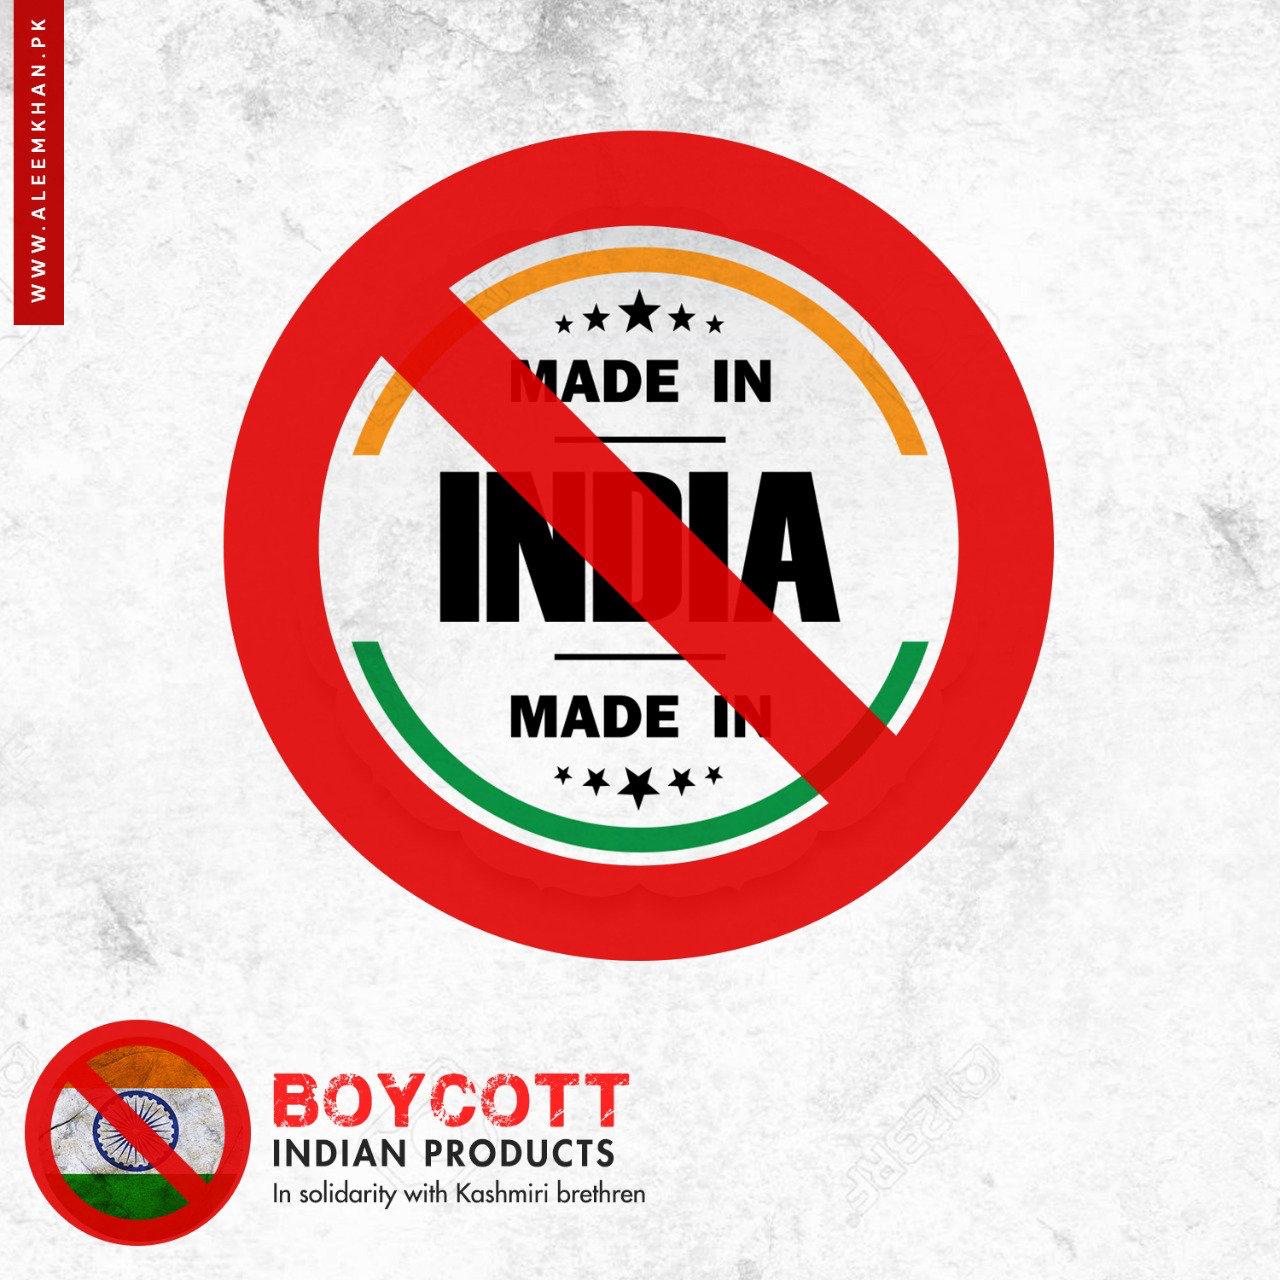 WWW.ALEEMKHAN.PK
MADE IN
INDIA
MADE IN
BOYCOTT
INDIAN PRODUCTS
In solidarity with Kashmiri brethren